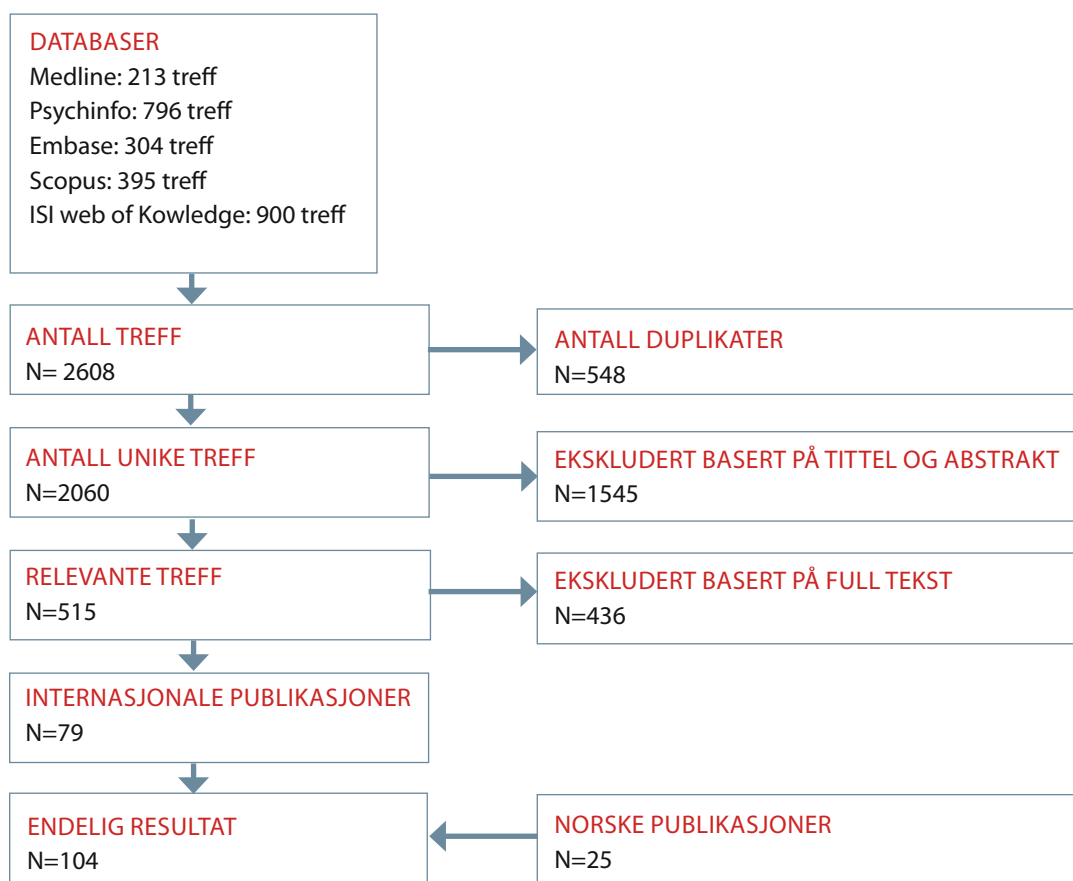 DATABASER
Medline: 213 treff
Psychinfo: 796 treff
Embase: 304 treff
Scopus: 395 treff
ISI web of Kowledge: 900 treff
ANTALL TREFF
N= 2608
ANTALL DUPLIKATER
N=548
ANTALL UNIKE TREFF
N=2060
EKSKLUDERT BASERT PÅ TITTEL OG ABSTRAKT
N=1545
RELEVANTE TREFF
N=515
EKSKLUDERT BASERT PÅ FULL TEKST
N=436
INTERNASJONALE PUBLIKASJONER
N=79
ENDELIG RESULTAT
N=104
NORSKE PUBLIKASJONER
N=25